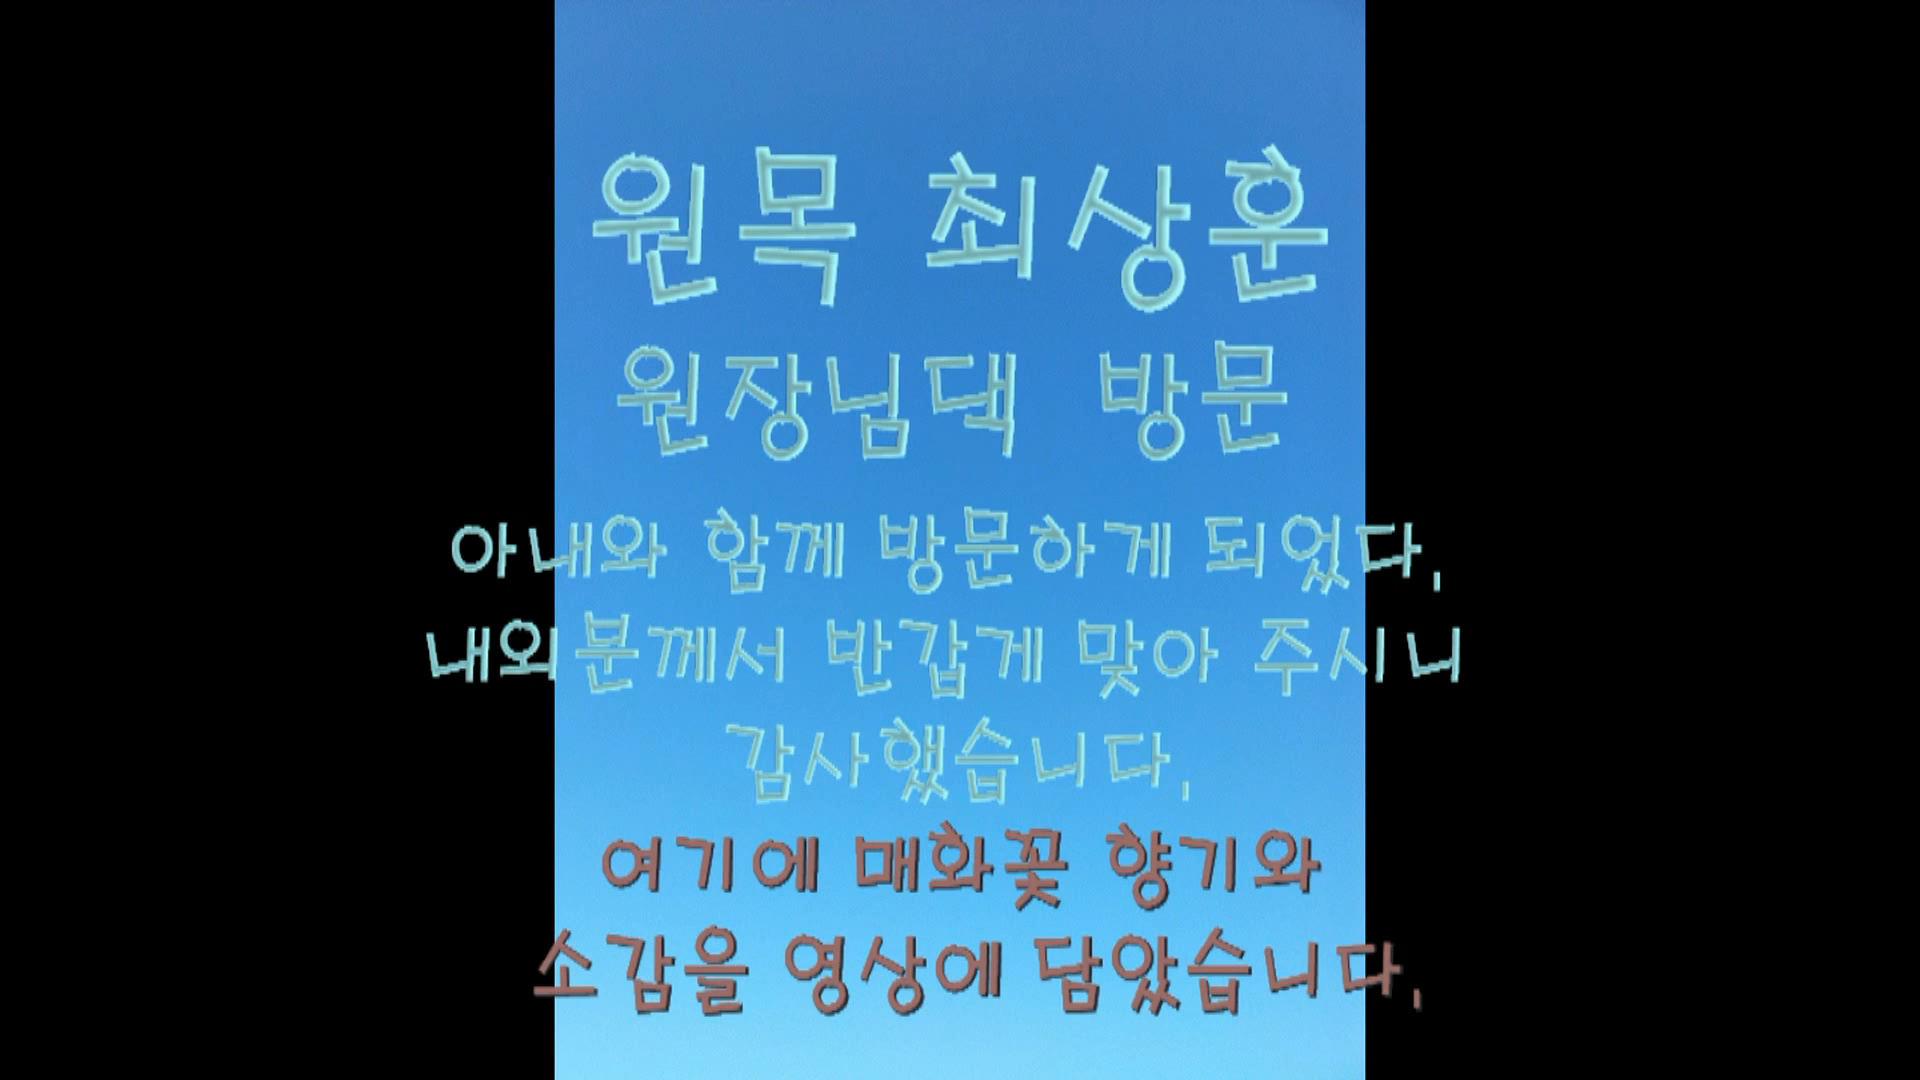 원목 최상훈
원장님댁 방문
아내와 함께 방문하게 되었다.
내외분께서 반갑게 맞아 주시니
감사했습니다.
여기에 매화꽃 향기와
소감을 영상에 담았습니다.